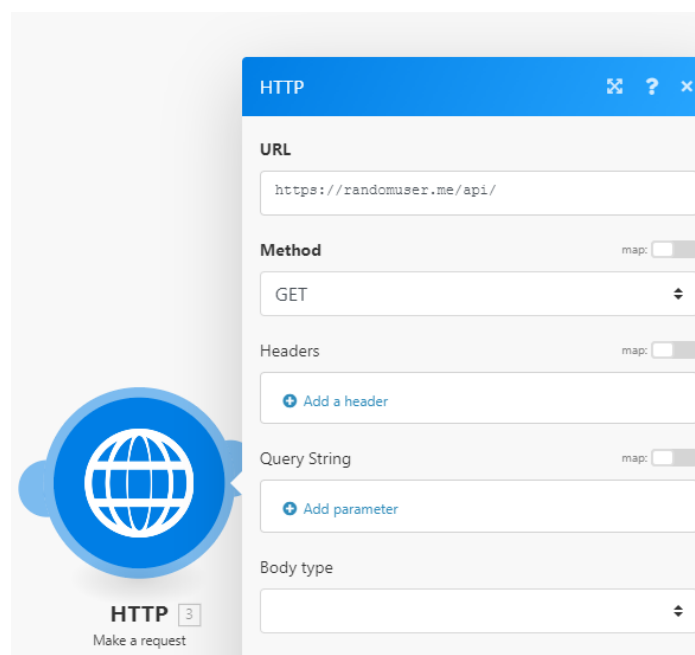 HTTP
URL
https://randomuser.me/api/
Method map:
GET
Headers map:
Add a header
Query String map:
Add parameter
Body type
HTTP 3
Make a request